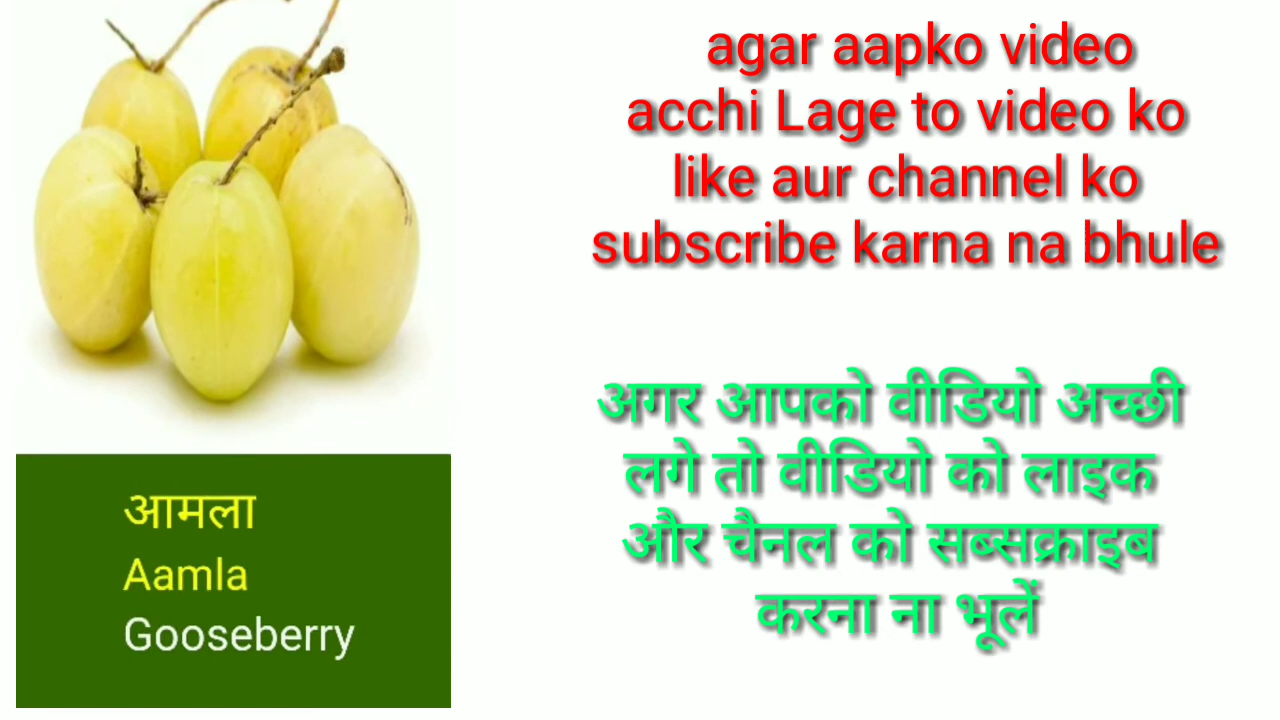 agar aapko video
acchi Lage to video ko
like aur channel ko
subscribe karna na bhule
अगर आपको वीडियो अच्छी
लगे तो वीडियो को लाइक
और चैनल को सब्सक्राइब
करना ना भूलें
आमला
Aamla
Gooseberry